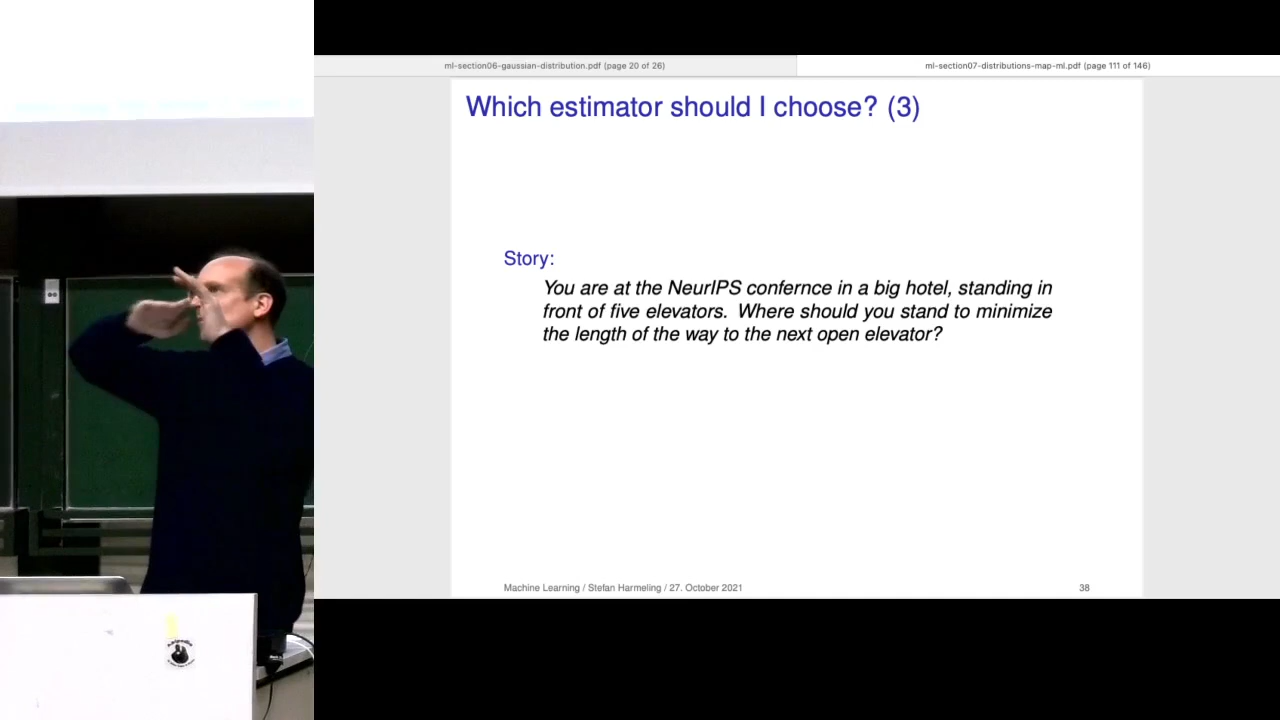 ml-section06-gaussian-distribution.pdf (page 20 of 26)
ml-section07-distributions-map-ml.pdf (page 111 of 146)
Which estimator should I choose? (3)
Story:
You are at the NeurIPS confernce in a big hotel, standing in
front of five elevators. Where should you stand to minimize
the length of the way to the next open elevator?
Machine Learning / Stefan Harmeling / 27. October 2021
38